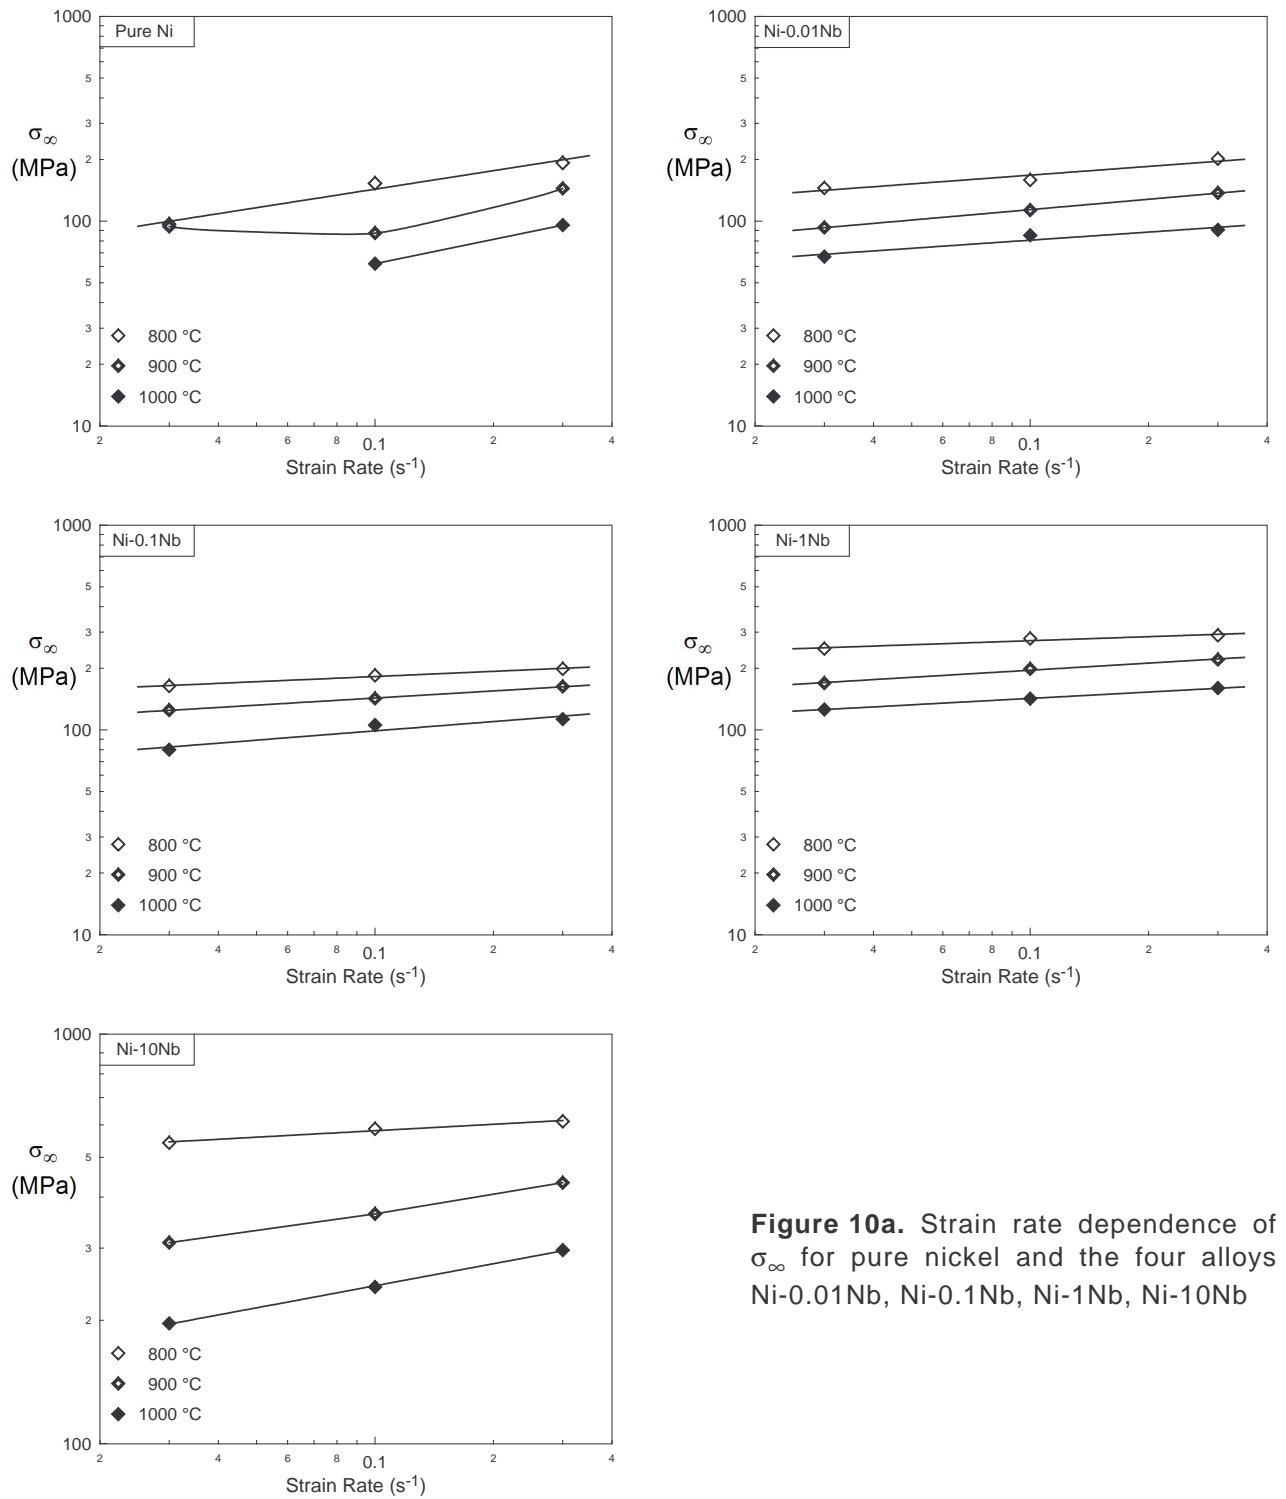 Pure Ni
1000
5
3
σ∞
(MPa)
2
100
5
3
2
10
800 °C
900 °C
1000 °C
2
4
6
8
0.1
2
4
Strain Rate (s-1)
Ni-0.01Nb
1000
5
3
σ∞
(MPa)
2
100
5
3
2
10
800 °C
900 °C
1000 °C
2
4
6
8
0.1
2
4
Strain Rate (s-1)
Ni-0.1Nb
1000
5
3
σ∞
(MPa)
2
100
5
3
2
10
800 °C
900 °C
1000 °C
2
4
6
8
0.1
2
4
Strain Rate (s-1)
Ni-1Nb
1000
5
3
σ∞
(MPa)
2
100
5
3
2
10
800 °C
900 °C
1000 °C
2
4
6
8
0.1
2
4
Strain Rate (s-1)
Ni-10Nb
1000
σ∞
(MPa)
5
3
2
100
800 °C
900 °C
1000 °C
2
4
6
8
0.1
2
4
Strain Rate (s-1)
Figure 10a. Strain rate dependence of
σ∞ for pure nickel and the four alloys
Ni-0.01Nb, Ni-0.1Nb, Ni-1Nb, Ni-10Nb